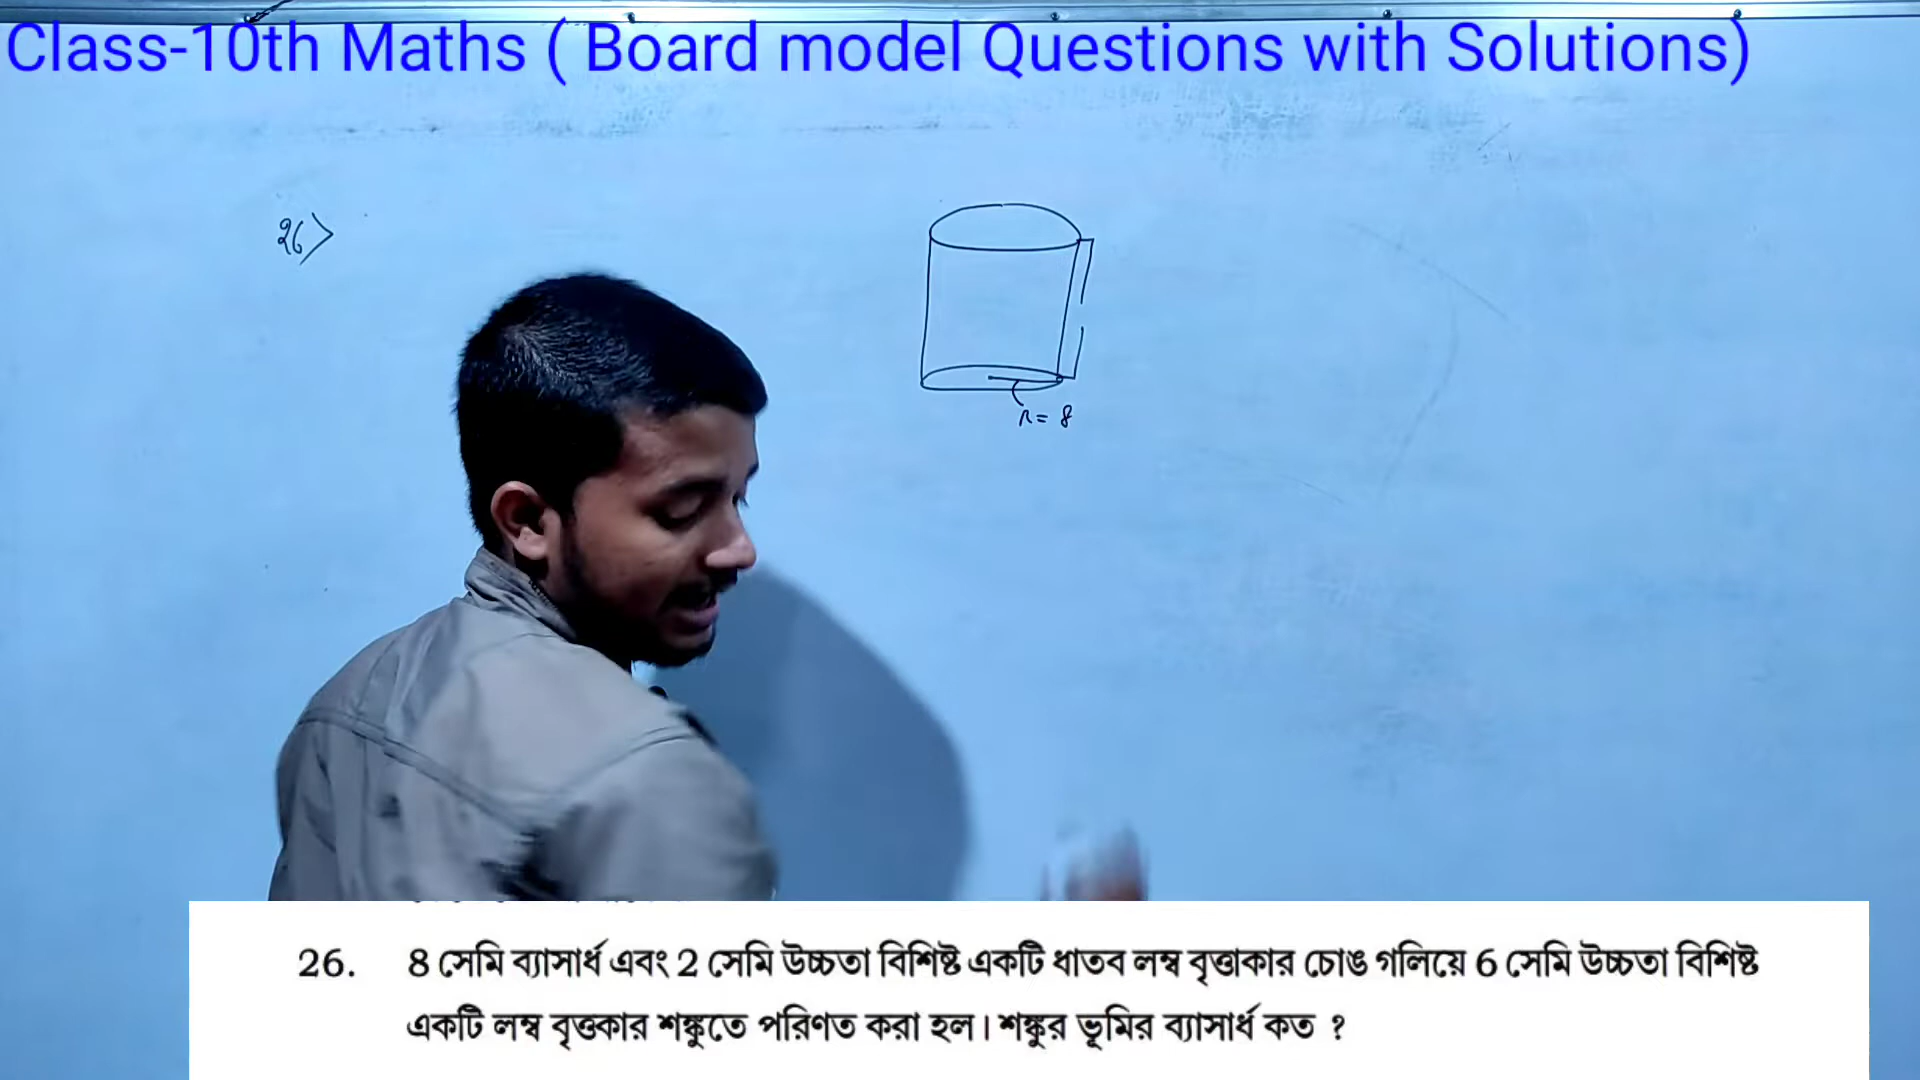 Class-10th Maths ( Board model Questions with Solutions)
26>
r = 8
26. 8 সেমি ব্যাসার্ধ এবং 2 সেমি উচ্চতা বিশিষ্ট একটি ধাতব লম্ব বৃত্তাকার চোঙ গলিয়ে 6 সেমি উচ্চতা বিশিষ্ট
একটি লম্ব বৃত্তকার শঙ্কুতে পরিণত করা হল। শঙ্কুর ভূমির ব্যাসার্ধ কত ?